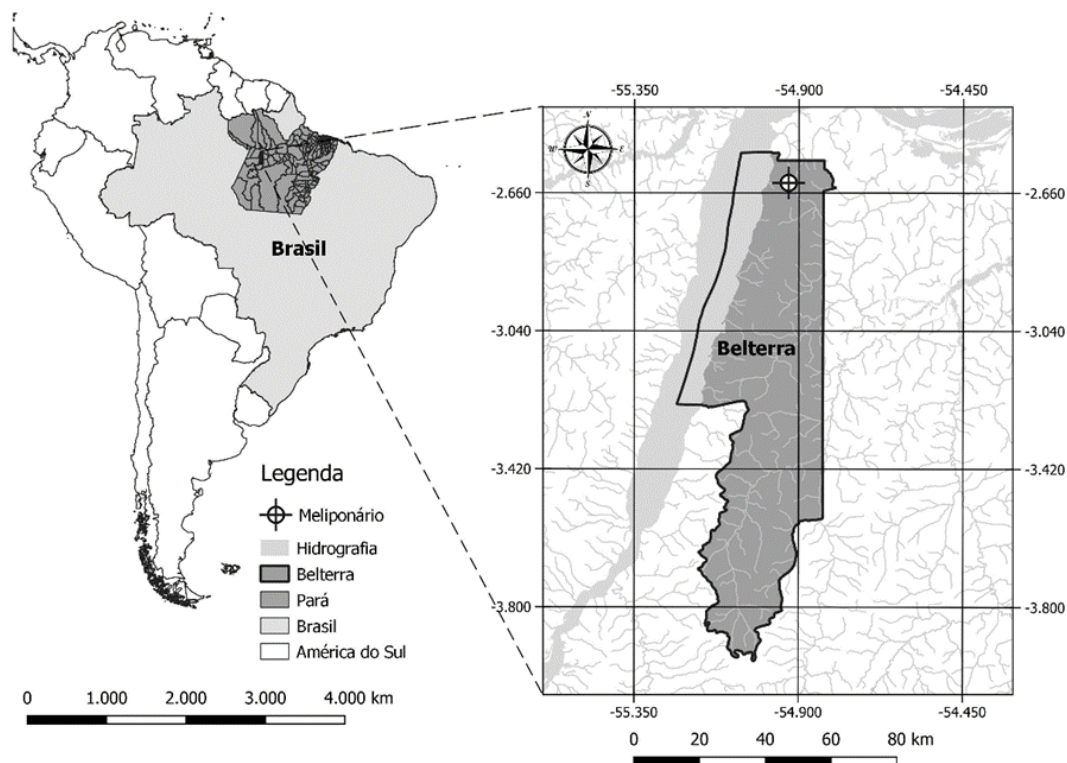 Brasil
Legenda
Meliponário
Hidrografia
Belterra
Pará
Brasil
América do Sul
0 1.000 2.000 3.000 4.000 km
-55.350 -54.900 -54.450
N
W E
S
-2.660 -2.660
-3.040 -3.040
Belterra
-3.420 -3.420
-3.800 -3.800
-55.350 -54.900 -54.450
0 20 40 60 80 km